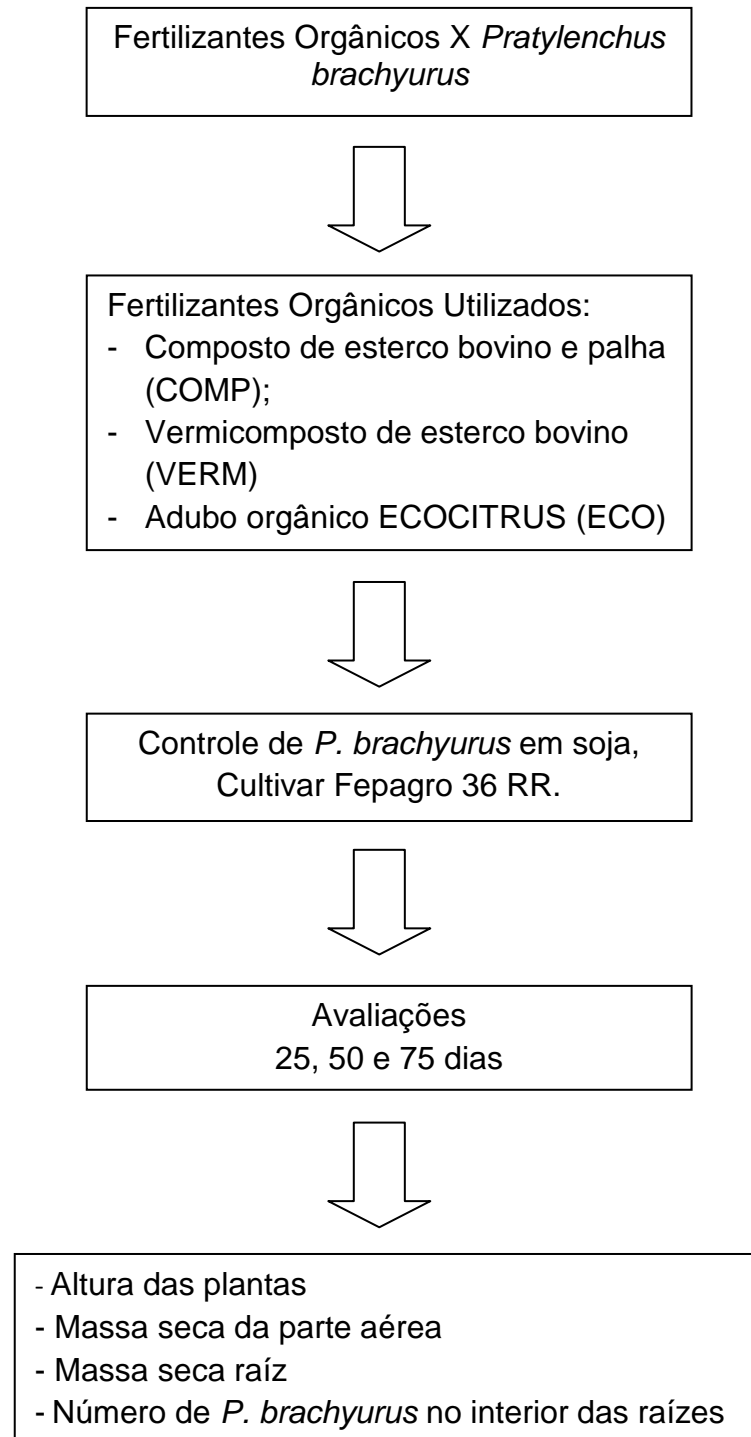 Fertilizantes Orgânicos X Pratylenchus
brachyurus
Fertilizantes Orgânicos Utilizados:
- Composto de esterco bovino e palha
(COMP);
- Vermicomposto de esterco bovino
(VERM)
- Adubo orgânico ECOCITRUS (ECO)
Controle de P. brachyurus em soja,
Cultivar Fepagro 36 RR.
Avaliações
25, 50 e 75 dias
- Altura das plantas
- Massa seca da parte aérea
- Massa seca raíz
- Número de P. brachyurus no interior das raízes